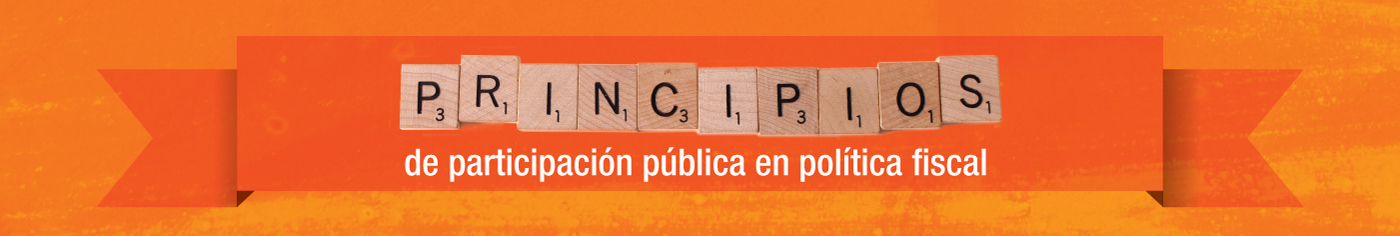 PRINCIPIOS
de participación pública en política fiscal